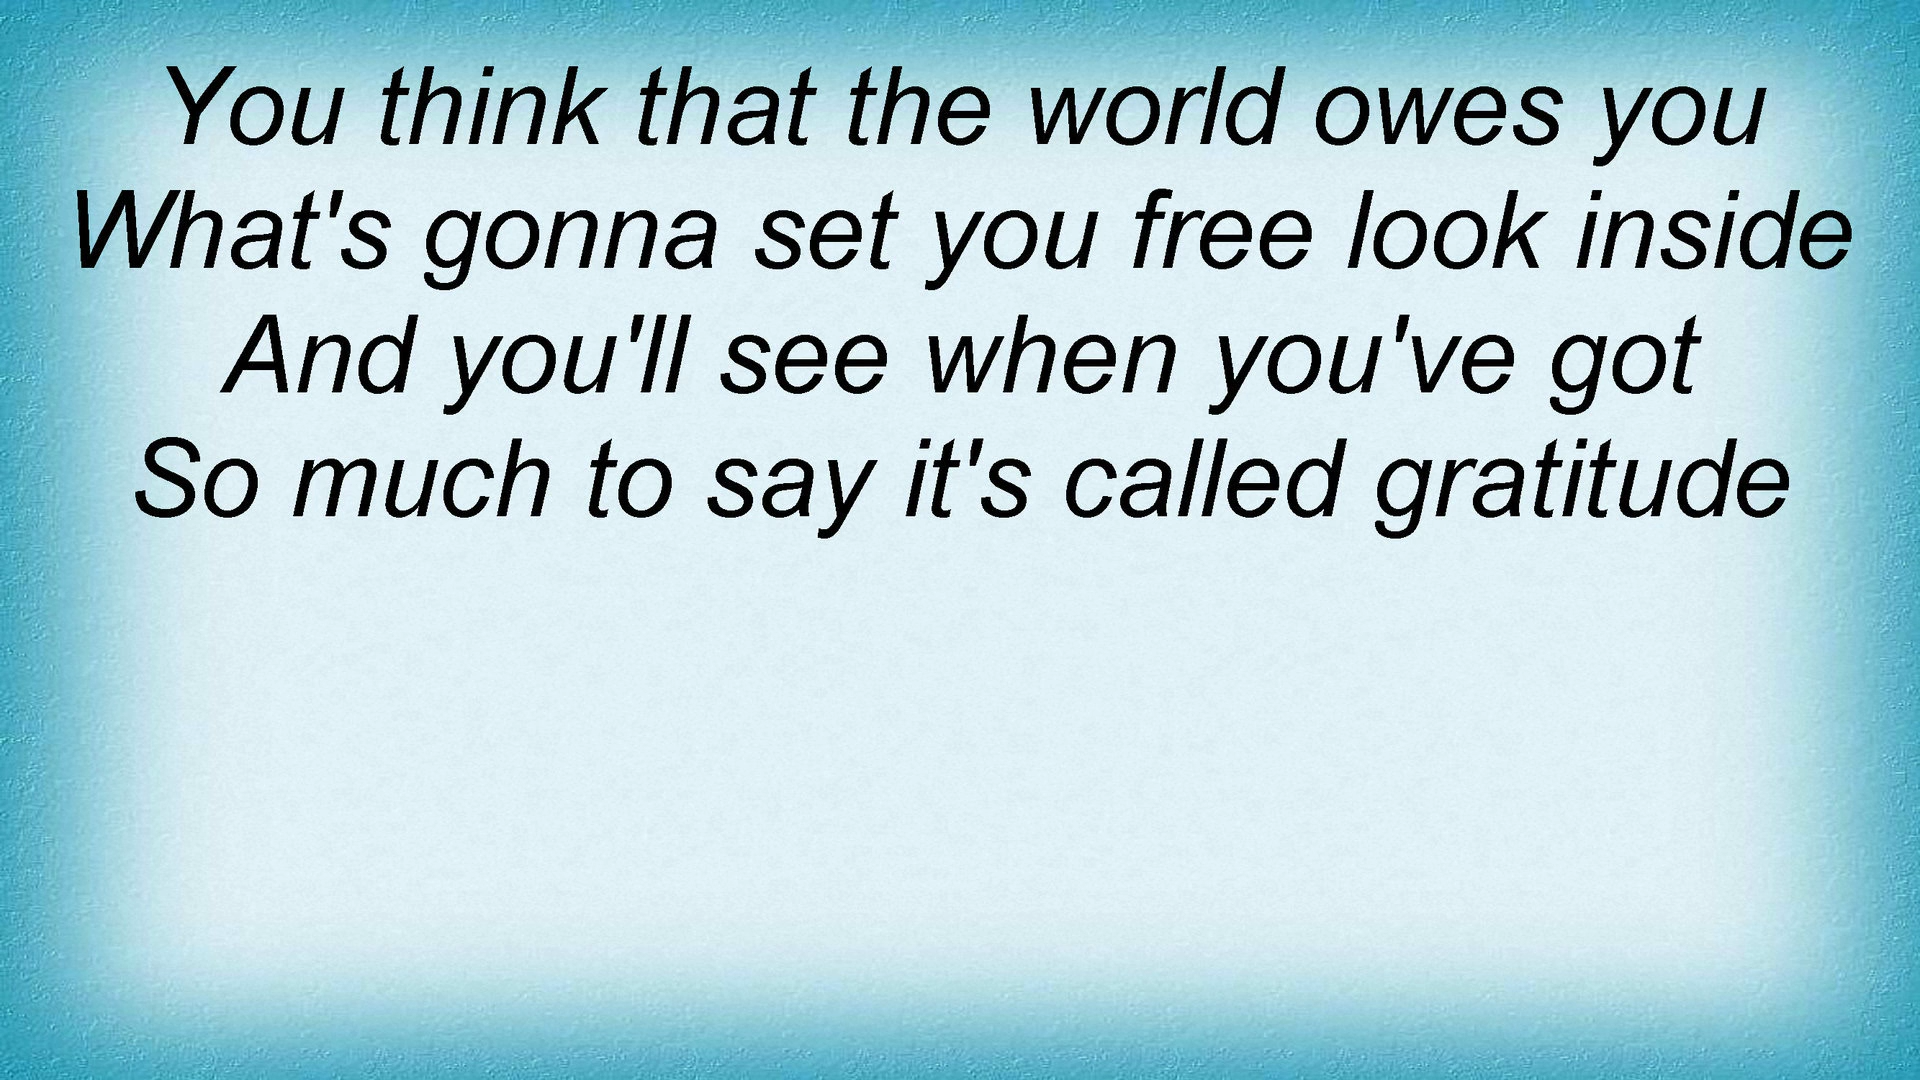 You think that the world owes you
What's gonna set you free look inside
And you'll see when you've got
So much to say it's called gratitude